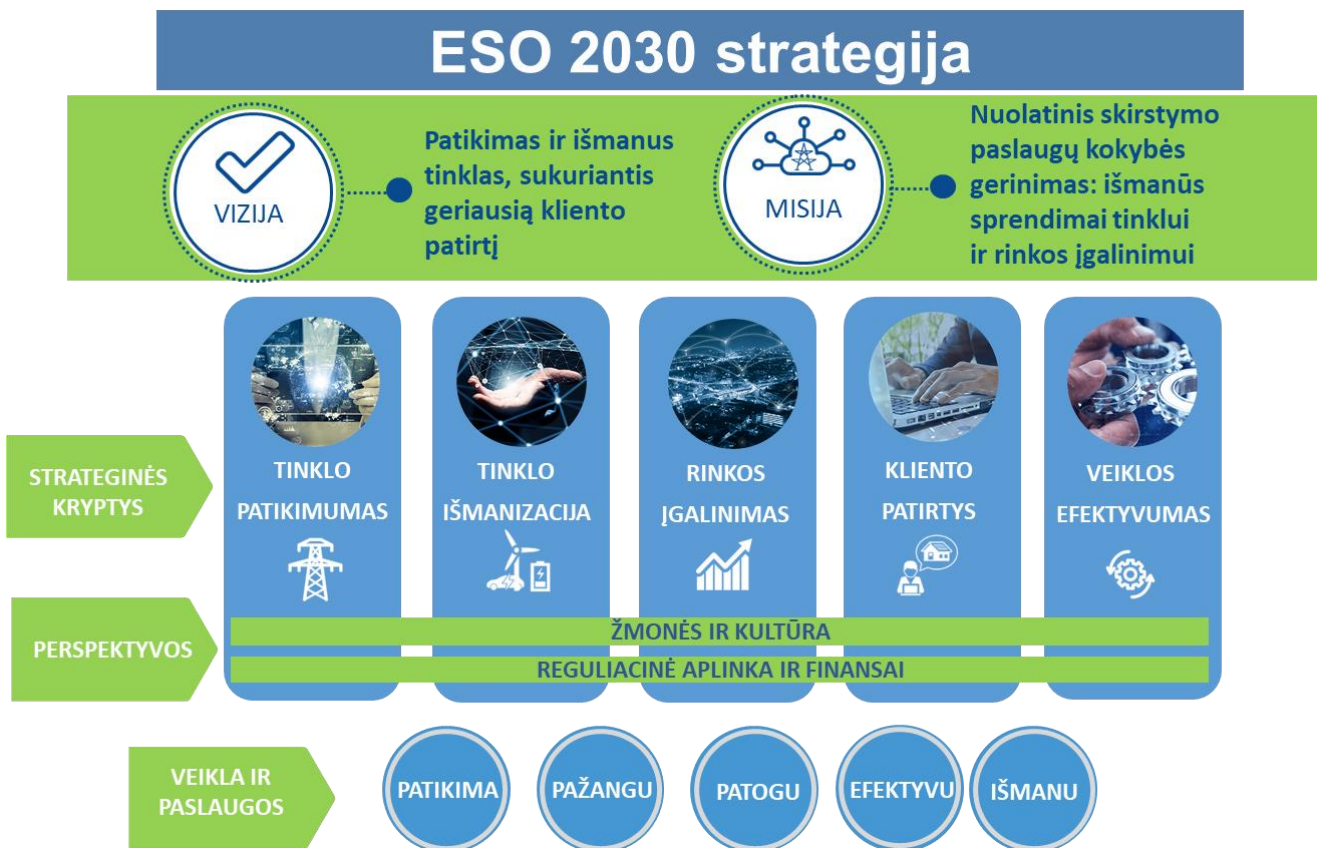 ESO 2030 strategija
VIZIJA
Patikimas ir išmanus
tinklas, sukuriantis
geriausią kliento
patirtį
MISIJA
Nuolatinis skirstymo
paslaugų kokybės
gerinimas: išmanūs
sprendimai tinklui
ir rinkos įgalinimui
STRATEGINĖS
KRYPTYS
TINKLO
PATIKIMUMAS
TINKLO
IŠMANIZACIJA
RINKOS
ĮGALINIMAS
KLIENTO
PATIRTYS
VEIKLOS
EFEKTYVUMAS
PERSPEKTYVOS
ŽMONĖS IR KULTŪRA
REGULIACINĖ APLINKA IR FINANSAI
VEIKLA IR
PASLAUGOS
PATIKIMA
PAŽANGU
PATOGU
EFEKTYVU
IŠMANU